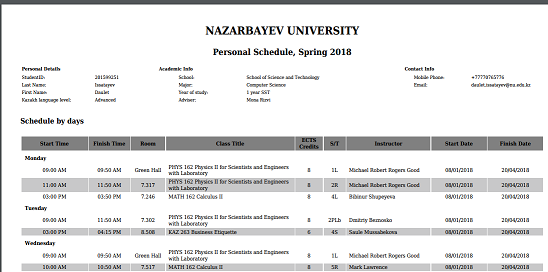 NAZARBAYEV UNIVERSITY
Personal Schedule, Spring 2018
Personal Details Academic Info Contact Info
StudentID: 201599251 School: School of Science and Technology Mobile Phone: +77770765776
Last Name: Issatayev Major: Computer Science Email: daulet.issatayev@nu.edu.kz
First Name: Daulet Year of study: 1 year SST
Kazakh language level: Advanced Adviser: Mona Rizvi
Schedule by days
Start Time Finish Time Room Class Title ECTS Credits S/T Instructor Start Date Finish Date
Monday
09:00 AM 09:50 AM Green Hall PHYS 162 Physics II for Scientists and Engineers with Laboratory 8 1L Michael Robert Rogers Good 08/01/2018 20/04/2018
11:00 AM 11:50 AM 7.317 PHYS 162 Physics II for Scientists and Engineers with Laboratory 8 2R Michael Robert Rogers Good 08/01/2018 20/04/2018
03:00 PM 03:50 PM 7.246 MATH 162 Calculus II 8 4L Bibinur Shupeyeva 08/01/2018 20/04/2018
Tuesday
09:00 AM 11:50 AM 7.302 PHYS 162 Physics II for Scientists and Engineers with Laboratory 8 2PLb Dmitriy Beznosko 08/01/2018 20/04/2018
03:00 PM 04:15 PM 8.508 KAZ 263 Business Etiquette 6 4S Saule Mussabekova 08/01/2018 20/04/2018
Wednesday
09:00 AM 09:50 AM Green Hall PHYS 162 Physics II for Scientists and Engineers with Laboratory 8 1L Michael Robert Rogers Good 08/01/2018 20/04/2018
10:00 AM 10:50 AM 7.517 MATH 162 Calculus II 8 5R Mark Lawrence 08/01/2018 20/04/2018